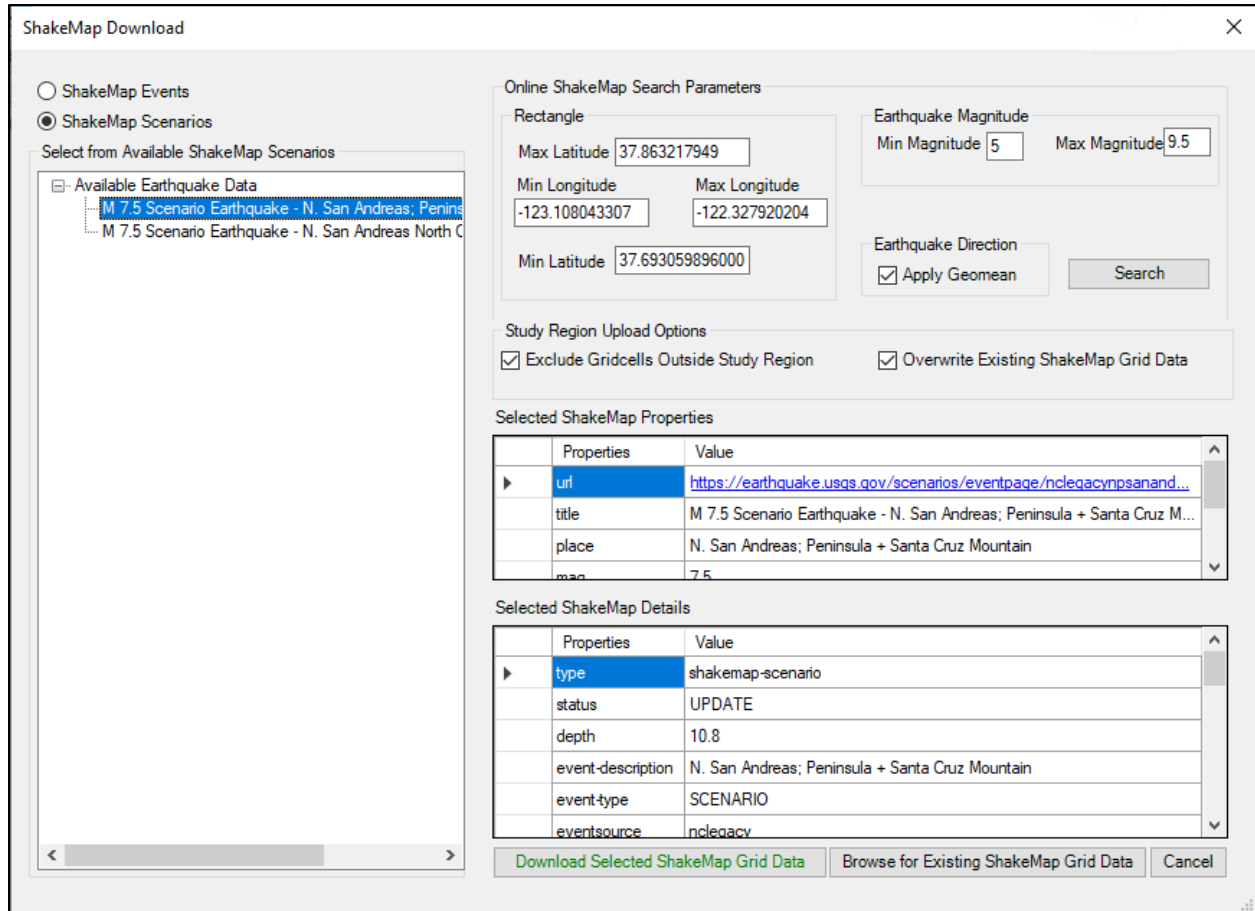 ShakeMap Download
ShakeMap Events
ShakeMap Scenarios
Select from Available ShakeMap Scenarios
Available Earthquake Data
M 7.5 Scenario Earthquake - N. San Andreas; Penins
M 7.5 Scenario Earthquake - N. San Andreas North C
Online ShakeMap Search Parameters
Rectangle
Max Latitude 37.863217949
Min Longitude Max Longitude
-123.108043307 -122.327920204
Min Latitude 37.693059896000
Earthquake Magnitude
Min Magnitude 5 Max Magnitude 9.5
Earthquake Direction
Apply Geomean
Search
Study Region Upload Options
Exclude Gridcells Outside Study Region Overwrite Existing ShakeMap Grid Data
Selected ShakeMap Properties
Properties Value
url https://earthquake.usgs.gov/scenarios/eventpage/nclegacynpsanand...
title M 7.5 Scenario Earthquake - N. San Andreas; Peninsula + Santa Cruz M...
place N. San Andreas; Peninsula + Santa Cruz Mountain
mag 7.5
Selected ShakeMap Details
Properties Value
type shakemap-scenario
status UPDATE
depth 10.8
event-description N. San Andreas; Peninsula + Santa Cruz Mountain
event-type SCENARIO
eventsource nclegacy
Download Selected ShakeMap Grid Data Browse for Existing ShakeMap Grid Data Cancel